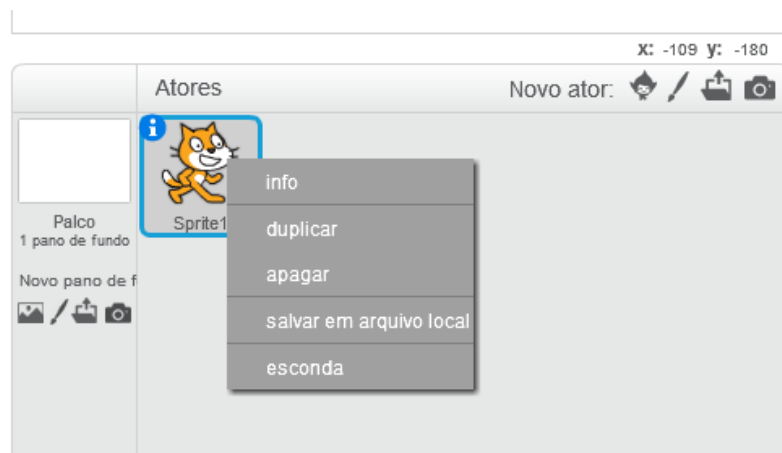 x: -109 y: -180
Atores
Novo ator:
Sprite1
Palco
1 pano de fundo
Novo pano de f
info
duplicar
apagar
salvar em arquivo local
esconda